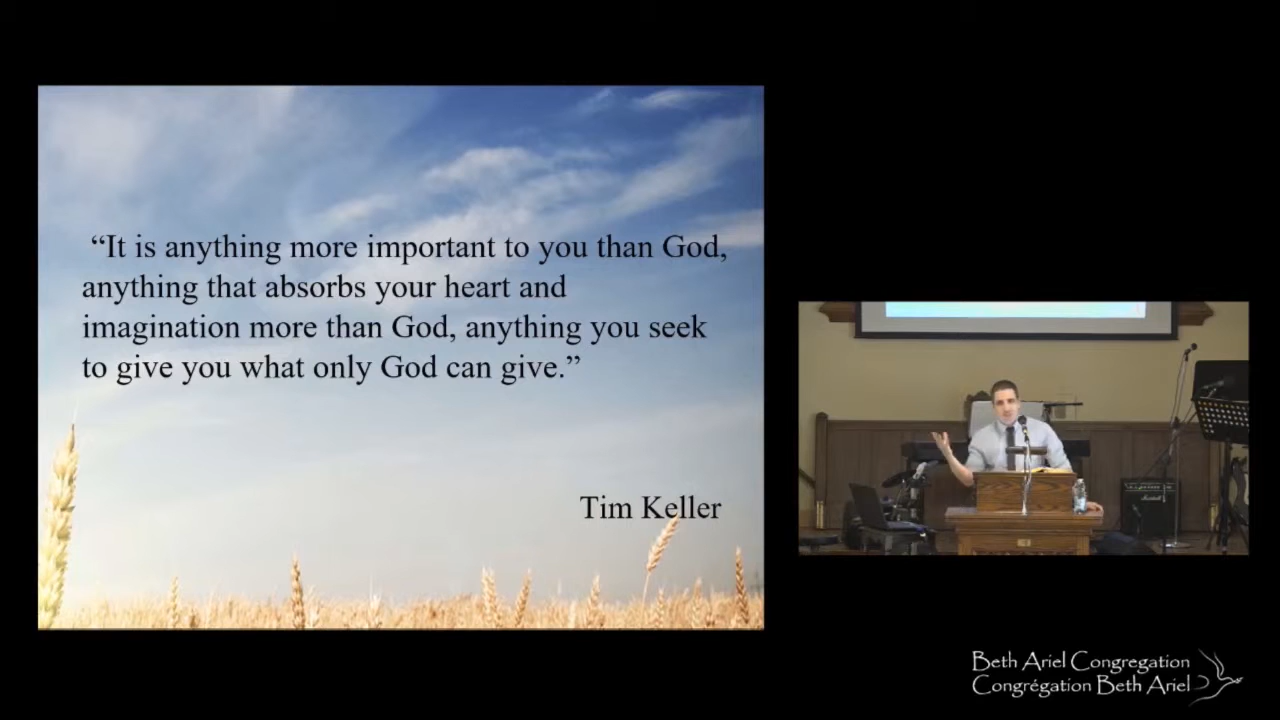 “It is anything more important to you than God,
anything that absorbs your heart and
imagination more than God, anything you seek
to give you what only God can give.”
Tim Keller
Beth Ariel Congregation
Congrégation Beth Ariel